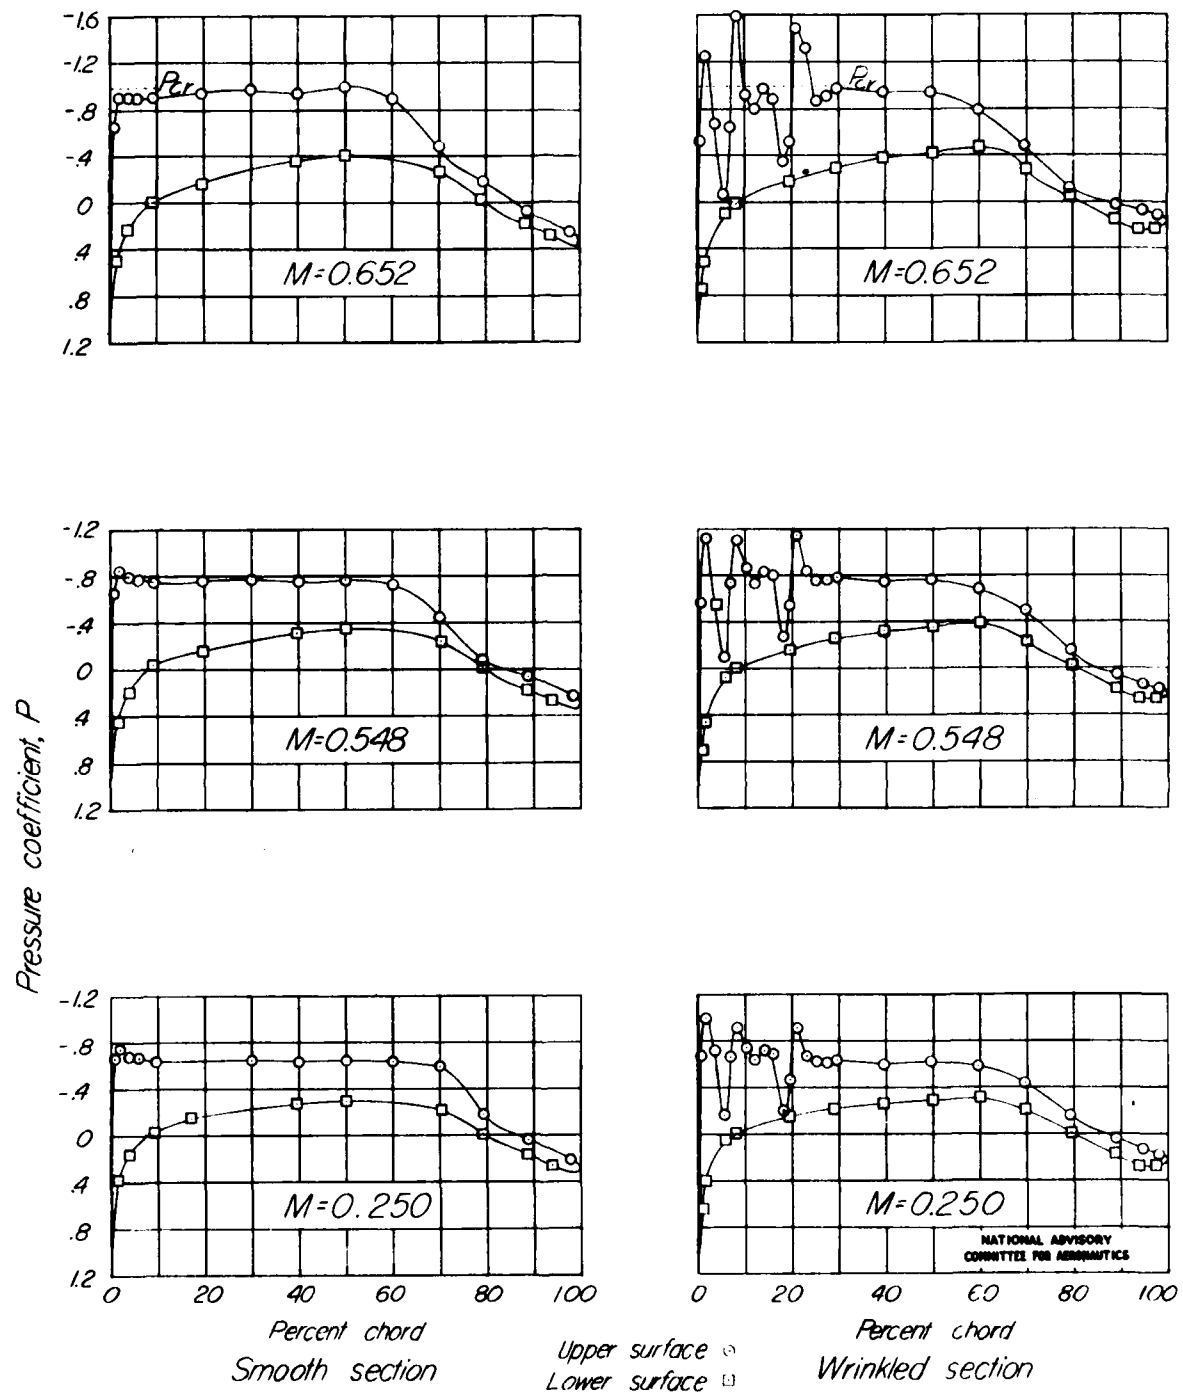 -1.6
-1.2
-.8
-.4
0
.4
.8
1.2
Pcr
M=0.652
Pcr
M=0.652
-1.2
-.8
-.4
0
.4
.8
1.2
M=0.548
M=0.548
Pressure coefficient, P
-1.2
-.8
-.4
0
.4
.8
1.2
M=0.250
M=0.250
NATIONAL ADVISORY
COMMITTEE FOR AERONAUTICS
0 20 40 60 80 100
0 20 40 60 80 100
Percent chord
Percent chord
Smooth section
Upper surface
Lower surface
Wrinkled section